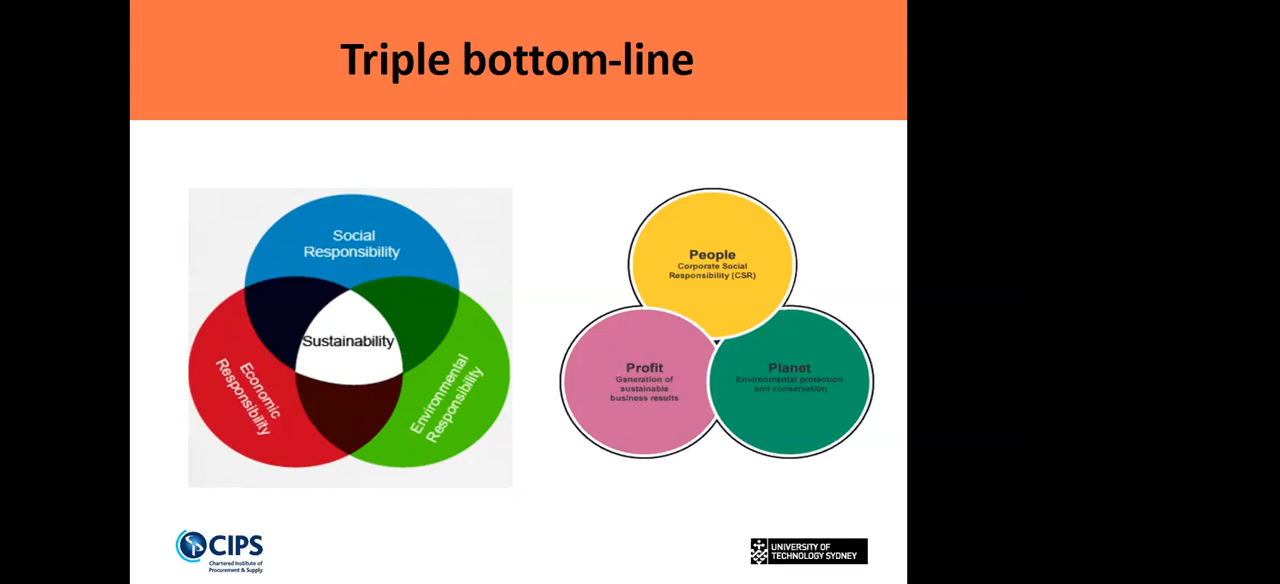 Triple bottom-line
Social
Responsibility
Sustainability
Economic
Responsibility
Environmental
Responsibility
People
Corporate Social
Responsibility (CSR)
Profit
Generation of
sustainable
business results
Planet
Environmental protection
and conservation
CIPS
Chartered Institute of
Procurement & Supply
UNIVERSITY OF
TECHNOLOGY SYDNEY